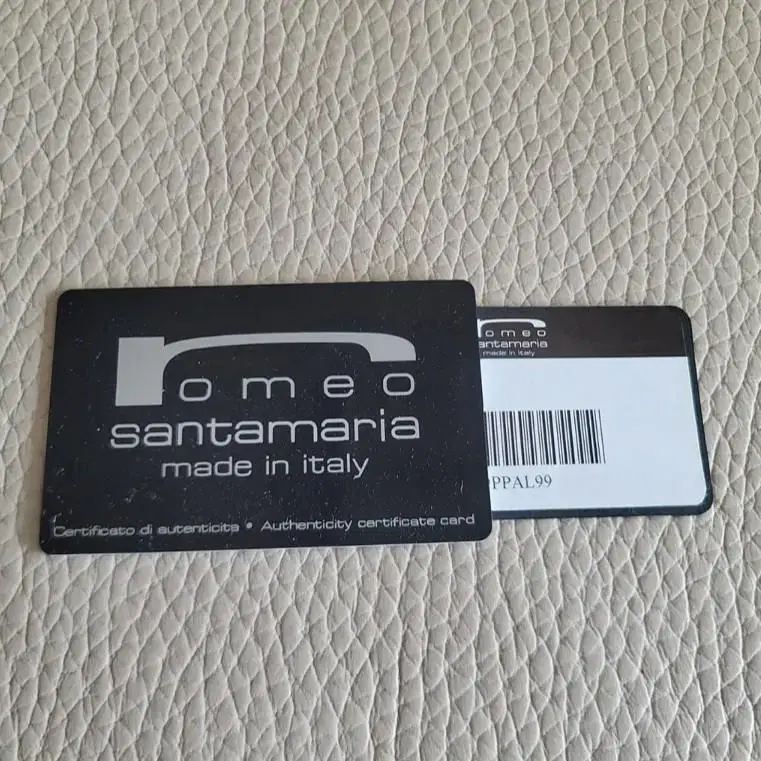 romeo
santamaria
made in italy
Certificato di autenticita • Authenticity certificate card
romeo
santamaria
made in italy
PPAL99